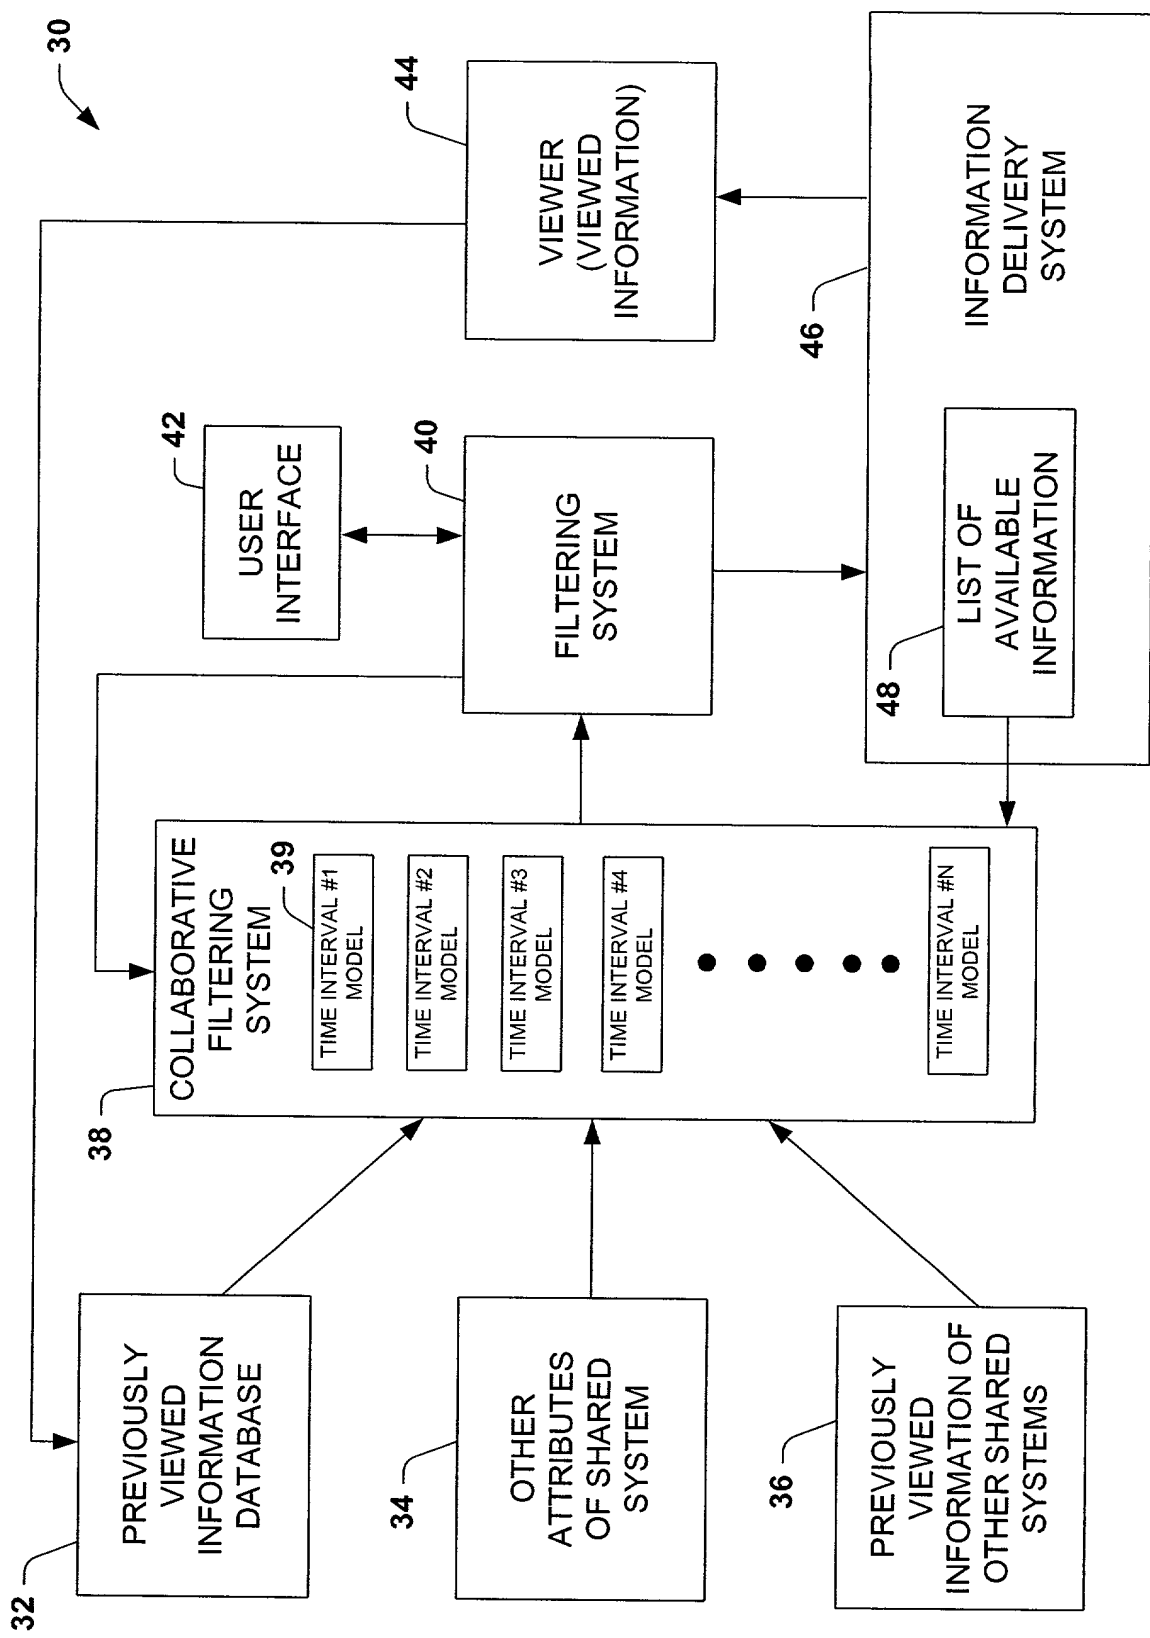 30
32
PREVIOUSLY
VIEWED
INFORMATION
DATABASE
34
OTHER
ATTRIBUTES
OF SHARED
SYSTEM
36
PREVIOUSLY
VIEWED
INFORMATION OF
OTHER SHARED
SYSTEMS
38
COLLABORATIVE
FILTERING
SYSTEM
39
TIME INTERVAL #1
MODEL
TIME INTERVAL #2
MODEL
TIME INTERVAL #3
MODEL
TIME INTERVAL #4
MODEL
TIME INTERVAL #N
MODEL
42
USER
INTERFACE
40
FILTERING
SYSTEM
44
VIEWER
(VIEWED
INFORMATION)
46
INFORMATION
DELIVERY
SYSTEM
48
LIST OF
AVAILABLE
INFORMATION